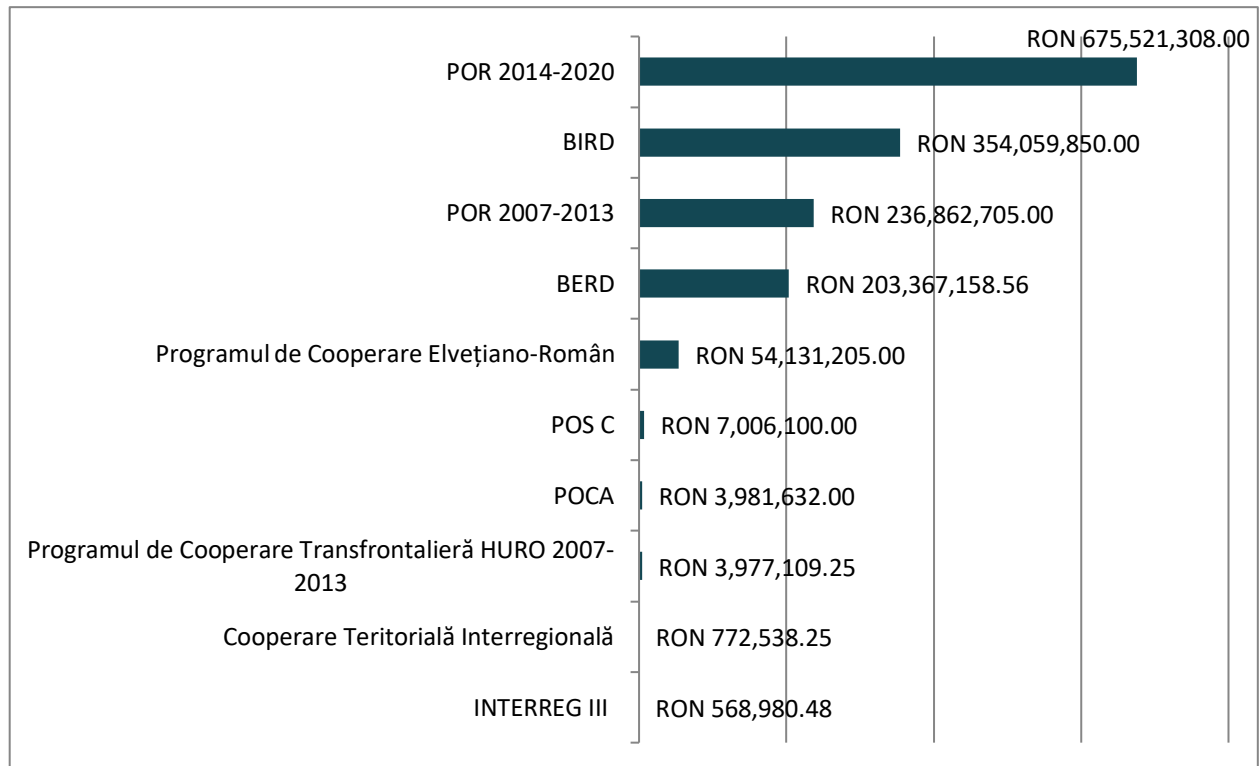 RON 675,521,308.00
POR 2014-2020
BIRD
RON 354,059,850.00
POR 2007-2013
RON 236,862,705.00
BERD
RON 203,367,158.56
Programul de Cooperare Elvețiano-Român
RON 54,131,205.00
POS C
RON 7,006,100.00
POCA
RON 3,981,632.00
Programul de Cooperare Transfrontalieră HURO 2007-
2013
RON 3,977,109.25
Cooperare Teritorială Interregională
RON 772,538.25
INTERREG III
RON 568,980.48